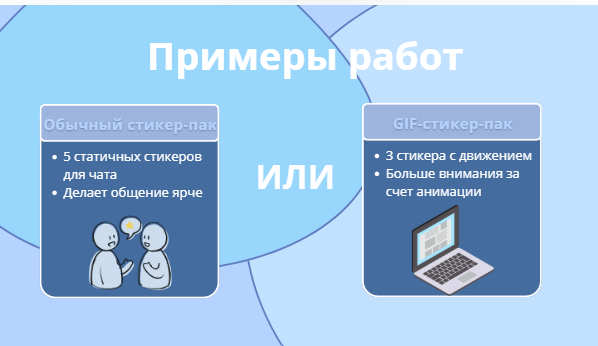 Примеры работ
Обычный стикер-пак
• 5 статичных стикеров
для чата
• Делает общение ярче
ИЛИ
GIF-стикер-пак
• 3 стикера с движением
• Больше внимания за
счет анимации